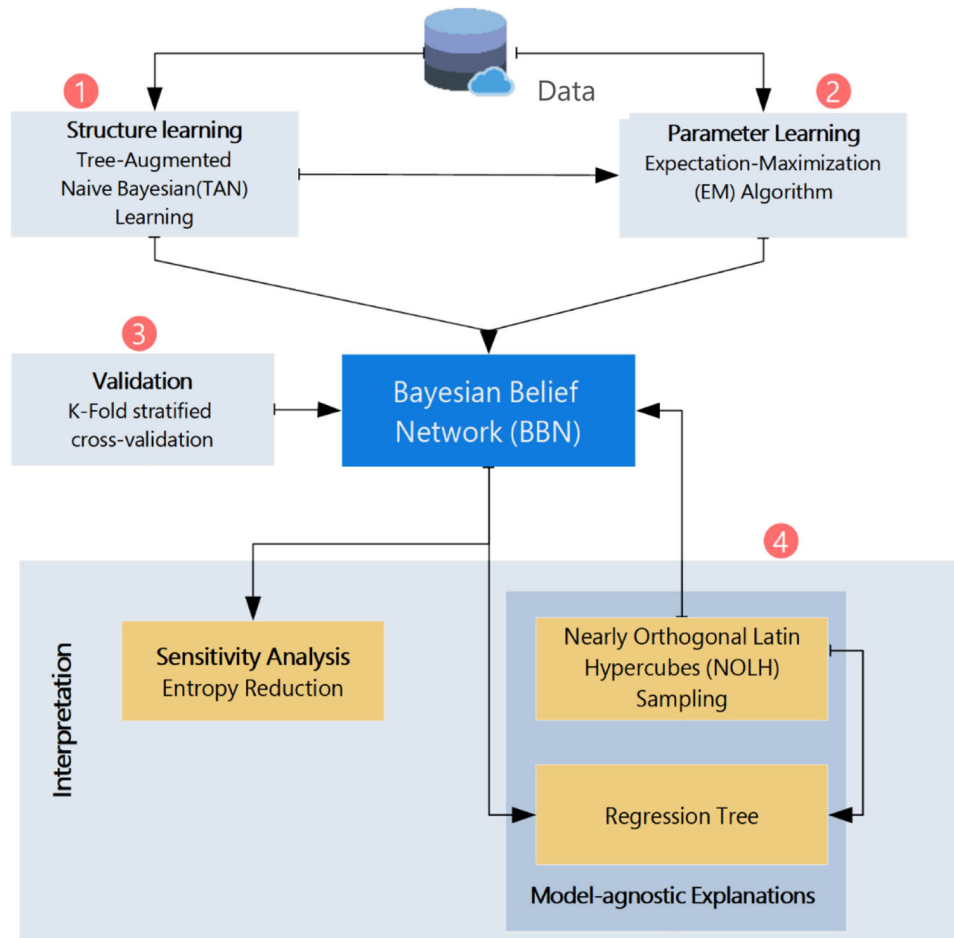 Data
1
Structure learning
Tree-Augmented
Naive Bayesian(TAN)
Learning
2
Parameter Learning
Expectation-Maximization
(EM) Algorithm
3
Validation
K-Fold stratified
cross-validation
Bayesian Belief
Network (BBN)
4
Interpretation
Sensitivity Analysis
Entropy Reduction
Nearly Orthogonal Latin
Hypercubes (NOLH)
Sampling
Regression Tree
Model-agnostic Explanations